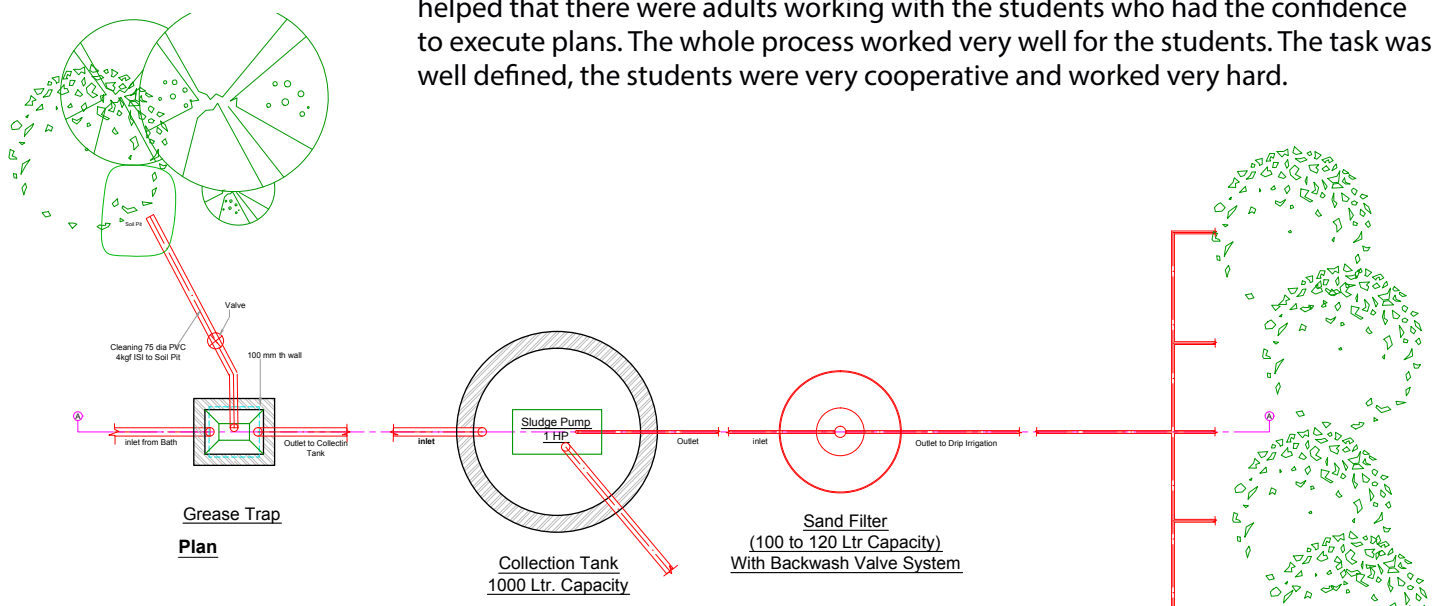 helped that there were adults working with the students who had the confidence
to execute plans. The whole process worked very well for the students. The task was
well defined, the students were very cooperative and worked very hard.
Soil Pit
Valve
Cleaning 75 dia PVC
4kgf ISI to Soil Pit
100 mm th wall
A
inlet from Bath
Outlet to Collectin
Tank
inlet
Sludge Pump
1 HP
Outlet
inlet
Outlet to Drip Irrigation
A
Grease Trap
Plan
Collection Tank
1000 Ltr. Capacity
Sand Filter
(100 to 120 Ltr Capacity)
With Backwash Valve System